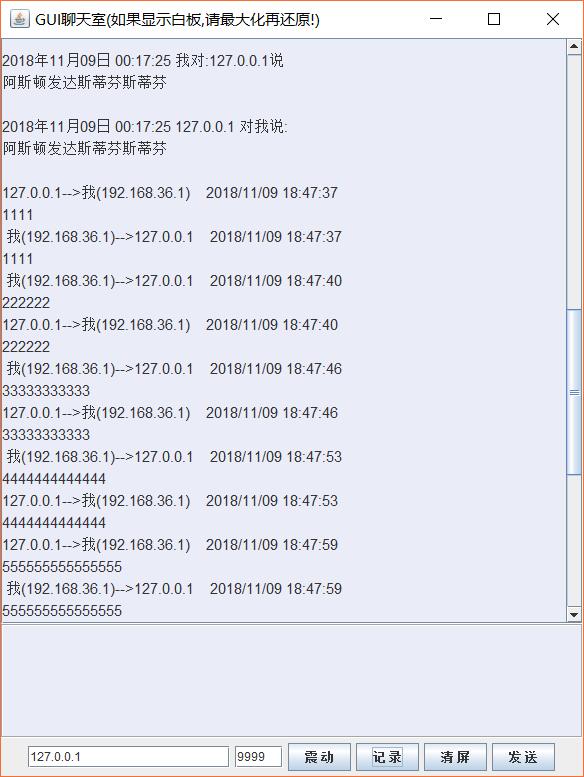 GUI聊天室(如果显示白板,请最大化再还原!)
2018年11月09日 00:17:25 我对:127.0.0.1说
阿斯顿发达斯蒂芬斯蒂芬
2018年11月09日 00:17:25 127.0.0.1 对我说:
阿斯顿发达斯蒂芬斯蒂芬
127.0.0.1-->我(192.168.36.1) 2018/11/09 18:47:37
1111
我(192.168.36.1)-->127.0.0.1 2018/11/09 18:47:37
1111
我(192.168.36.1)-->127.0.0.1 2018/11/09 18:47:40
222222
127.0.0.1-->我(192.168.36.1) 2018/11/09 18:47:40
222222
我(192.168.36.1)-->127.0.0.1 2018/11/09 18:47:46
33333333333
127.0.0.1-->我(192.168.36.1) 2018/11/09 18:47:46
33333333333
我(192.168.36.1)-->127.0.0.1 2018/11/09 18:47:53
4444444444444
127.0.0.1-->我(192.168.36.1) 2018/11/09 18:47:53
4444444444444
127.0.0.1-->我(192.168.36.1) 2018/11/09 18:47:59
555555555555555
我(192.168.36.1)-->127.0.0.1 2018/11/09 18:47:59
555555555555555
127.0.0.1 9999 震动 记录 清屏 发送